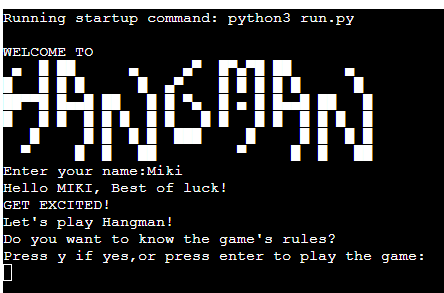 Running startup command: python3 run.py
WELCOME TO
HANGMAN
Enter your name:Miki
Hello MIKI, Best of luck!
GET EXCITED!
Let's play Hangman!
Do you want to know the game's rules?
Press y if yes,or press enter to play the game: